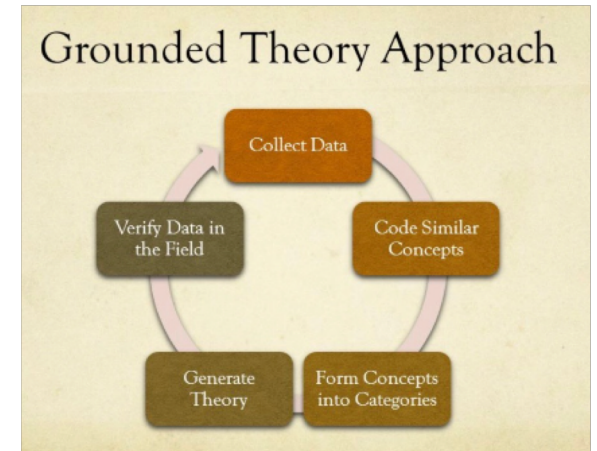 Grounded Theory Approach
Collect Data
Code Similar
Concepts
Form Concepts
into Categories
Generate
Theory
Verify Data in
the Field